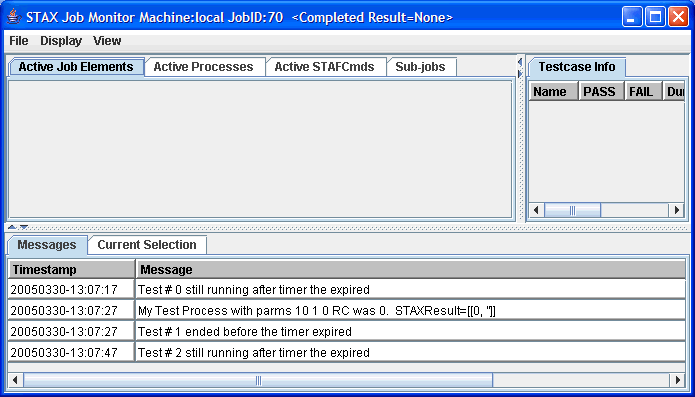 STAX Job Monitor Machine:local JobID:70 <Completed Result=None>
File Display View
Active Job Elements Active Processes Active STAFCmds Sub-jobs
Testcase Info
Name PASS FAIL Dur
Messages Current Selection
Timestamp Message
20050330-13:07:17 Test # 0 still running after timer the expired
20050330-13:07:27 My Test Process with parms 10 1 0 RC was 0. STAXResult=[[0, '']]
20050330-13:07:27 Test # 1 ended before the timer expired
20050330-13:07:47 Test # 2 still running after timer the expired